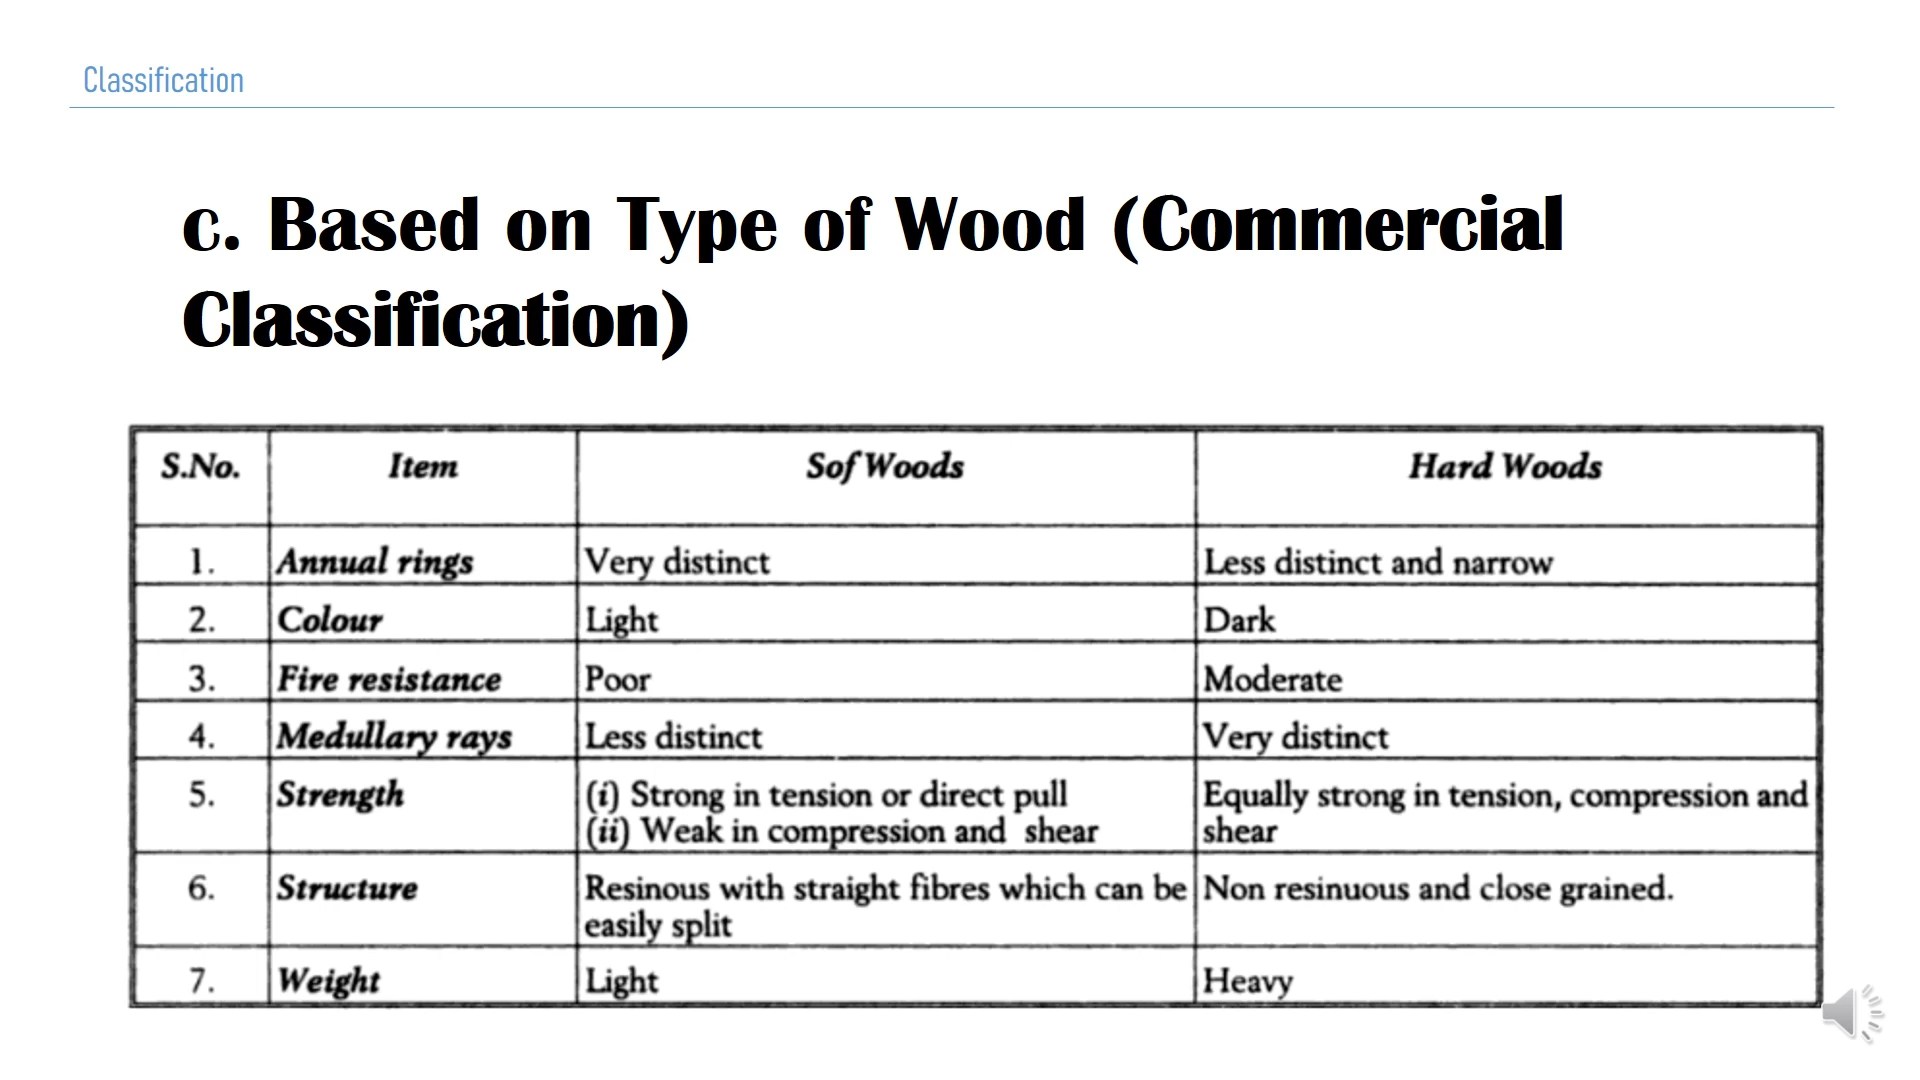 Classification
c. Based on Type of Wood (Commercial
Classification)
S.No. Item Sof Woods Hard Woods
1. Annual rings Very distinct Less distinct and narrow
2. Colour Light Dark
3. Fire resistance Poor Moderate
4. Medullary rays Less distinct Very distinct
5. Strength (i) Strong in tension or direct pull Equally strong in tension, compression and
(ii) Weak in compression and shear shear
6. Structure Resinous with straight fibres which can be Non resinuous and close grained.
easily split
7. Weight Light Heavy